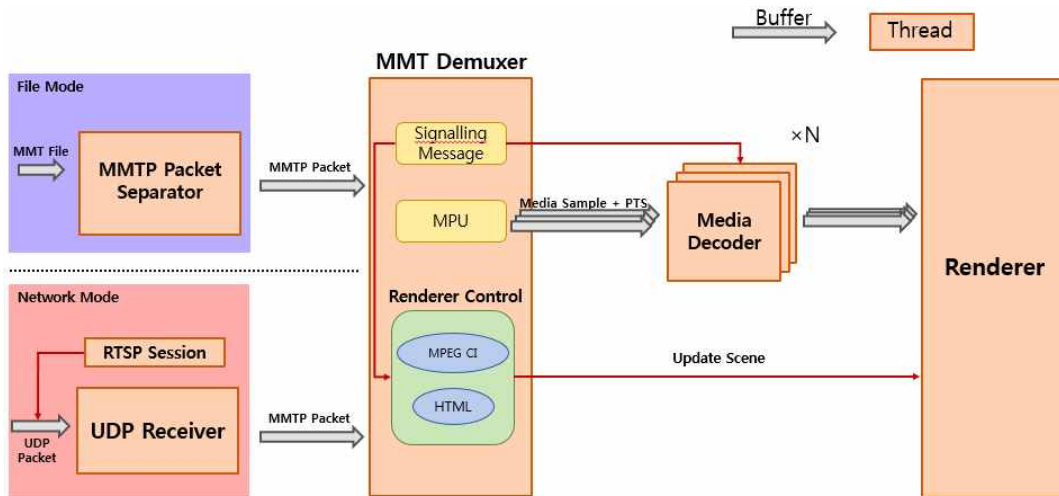 Buffer
Thread
MMT Demuxer
File Mode
MMT File
MMTP Packet
Separator
MMTP Packet
Signalling
Message
×N
MPU
Media Sample + PTS
Media
Decoder
Renderer
Network Mode
RTSP Session
UDP
Packet
UDP Receiver
MMTP Packet
Renderer Control
MPEG CI
HTML
Update Scene